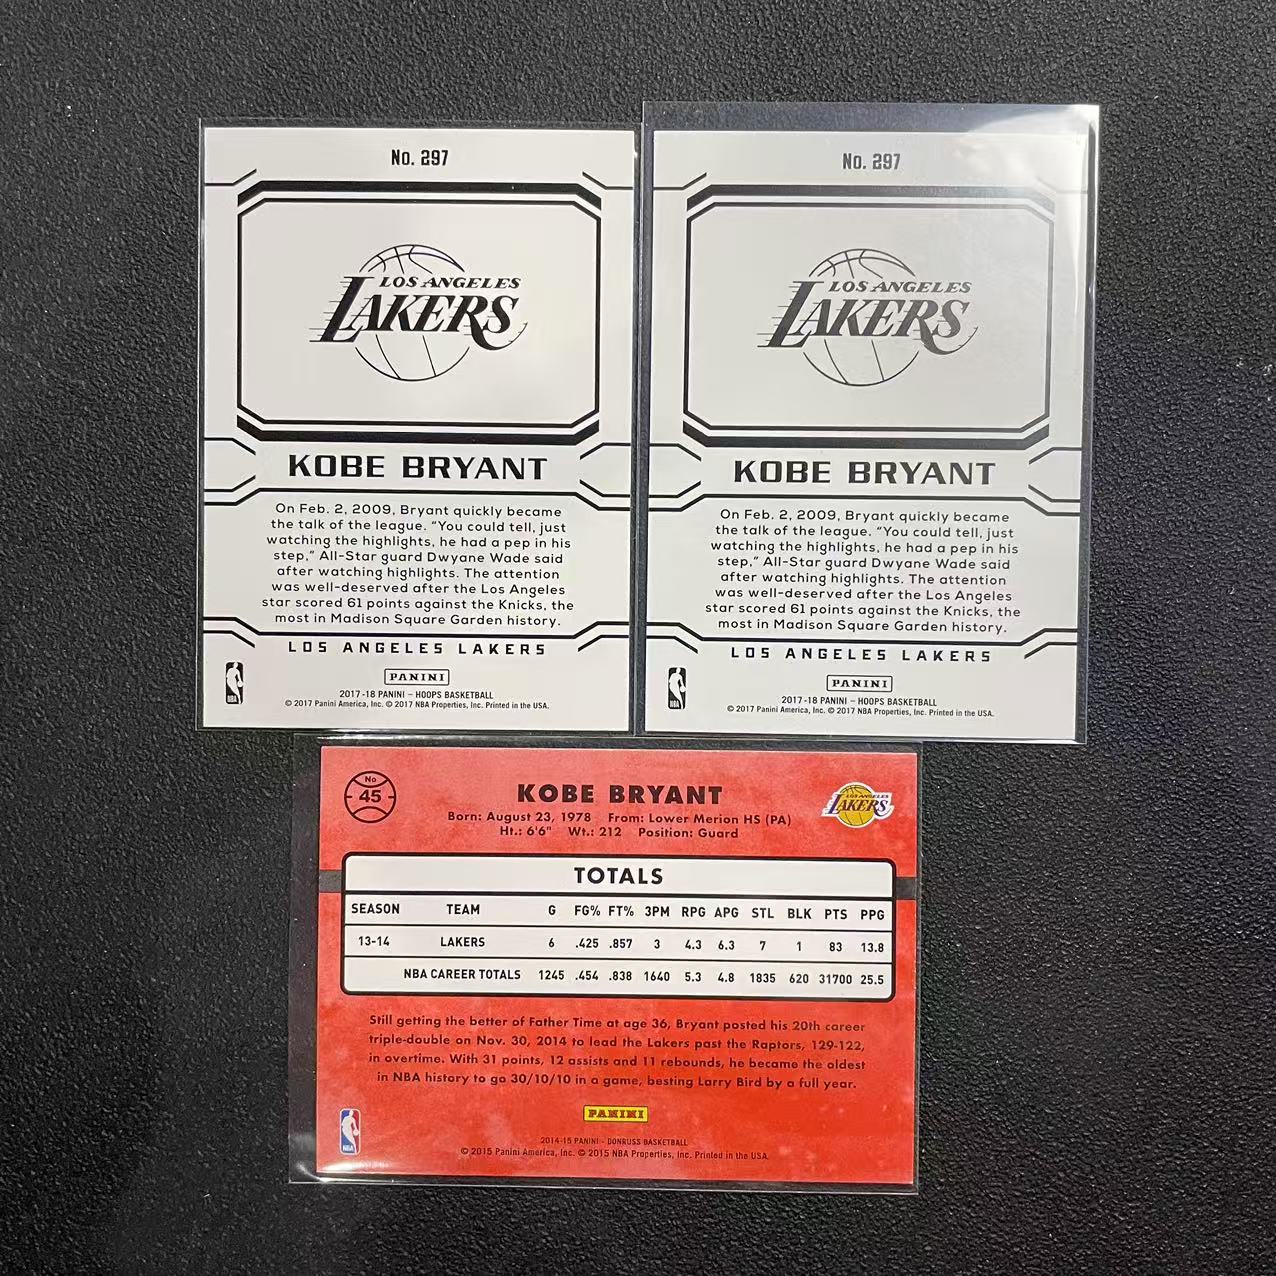 No. 297
LOS ANGELES
LAKERS
KOBE BRYANT
On Feb. 2, 2009, Bryant quickly became
the talk of the league. “You could tell, just
watching the highlights, he had a pep in his
step,” All-Star guard Dwyane Wade said
after watching highlights. The attention
was well-deserved after the Los Angeles
star scored 61 points against the Knicks, the
most in Madison Square Garden history.
LOS ANGELES LAKERS
PANINI
NBA
2017-18 PANINI – HOOPS BASKETBALL
© 2017 Panini America, Inc. © 2017 NBA Properties, Inc. Printed in the USA.
No. 297
LOS ANGELES
LAKERS
KOBE BRYANT
On Feb. 2, 2009, Bryant quickly became
the talk of the league. “You could tell, just
watching the highlights, he had a pep in his
step,” All-Star guard Dwyane Wade said
after watching highlights. The attention
was well-deserved after the Los Angeles
star scored 61 points against the Knicks, the
most in Madison Square Garden history.
LOS ANGELES LAKERS
PANINI
NBA
2017-18 PANINI – HOOPS BASKETBALL
© 2017 Panini America, Inc. © 2017 NBA Properties, Inc. Printed in the USA.
No
45
KOBE BRYANT
LOS ANGELES
LAKERS
Born: August 23, 1978 From: Lower Merion HS (PA)
Ht.: 6'6" Wt.: 212 Position: Guard
TOTALS
SEASON TEAM G FG% FT% 3PM RPG APG STL BLK PTS PPG
13-14 LAKERS 6 .425 .857 3 4.3 6.3 7 1 83 13.8
NBA CAREER TOTALS 1245 .454 .838 1640 5.3 4.8 1835 620 31700 25.5
Still getting the better of Father Time at age 36, Bryant posted his 20th career
triple-double on Nov. 30, 2014 to lead the Lakers past the Raptors, 129-122,
in overtime. With 31 points, 12 assists and 11 rebounds, he became the oldest
in NBA history to go 30/10/10 in a game, besting Larry Bird by a full year.
PANINI
NBA
2014-15 PANINI - DONRUSS BASKETBALL
© 2015 Panini America, Inc. © 2015 NBA Properties, Inc. Printed in the USA.